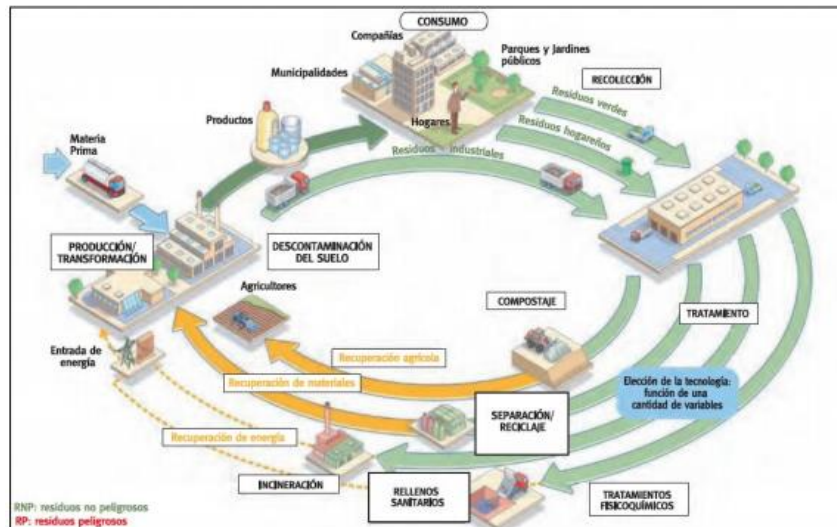 CONSUMO
Compañías
Municipalidades
Parques y Jardines
públicos
Hogares
RECOLECCIÓN
Residuos verdes
Residuos hogareños
Residuos industriales
Productos
Materia
Prima
PRODUCCIÓN/
TRANSFORMACIÓN
DESCONTAMINACIÓN
DEL SUELO
Agricultores
COMPOSTAJE
TRATAMIENTO
Entrada de
energía
Recuperación agrícola
Recuperación de materiales
Elección de la tecnología:
función de una
cantidad de variables
SEPARACIÓN/
RECICLAJE
Recuperación de energía
INCINERACIÓN
RELLENOS
SANITARIOS
TRATAMIENTOS
FISICOQUÍMICOS
RNP: residuos no peligrosos
RP: residuos peligrosos